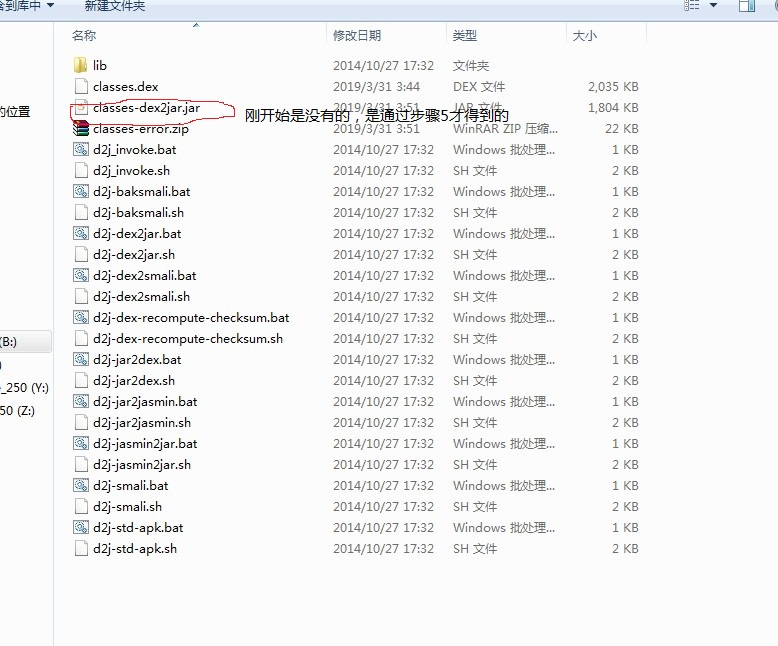 含到库中 新建文件夹
名称 修改日期 类型 大小
lib 2014/10/27 17:32 文件夹
classes.dex 2019/3/31 3:44 DEX 文件 2,035 KB
的位置
classes-dex2jar.jar 2019/3/31 3:51 JAR 文件 1,804 KB
刚开始是没有的，是通过步骤5才得到的
classes-error.zip 2019/3/31 3:51 WinRAR ZIP 压缩... 22 KB
d2j_invoke.bat 2014/10/27 17:32 Windows 批处理... 1 KB
d2j_invoke.sh 2014/10/27 17:32 SH 文件 2 KB
d2j-baksmali.bat 2014/10/27 17:32 Windows 批处理... 1 KB
d2j-baksmali.sh 2014/10/27 17:32 SH 文件 2 KB
d2j-dex2jar.bat 2014/10/27 17:32 Windows 批处理... 1 KB
d2j-dex2jar.sh 2014/10/27 17:32 SH 文件 2 KB
d2j-dex2smali.bat 2014/10/27 17:32 Windows 批处理... 1 KB
d2j-dex2smali.sh 2014/10/27 17:32 SH 文件 2 KB
d2j-dex-recompute-checksum.bat 2014/10/27 17:32 Windows 批处理... 1 KB
d2j-dex-recompute-checksum.sh 2014/10/27 17:32 SH 文件 2 KB
(B:)
d2j-jar2dex.bat 2014/10/27 17:32 Windows 批处理... 1 KB
)
d2j-jar2dex.sh 2014/10/27 17:32 SH 文件 2 KB
_250 (Y:)
d2j-jar2jasmin.bat 2014/10/27 17:32 Windows 批处理... 1 KB
50 (Z:)
d2j-jar2jasmin.sh 2014/10/27 17:32 SH 文件 2 KB
d2j-jasmin2jar.bat 2014/10/27 17:32 Windows 批处理... 1 KB
d2j-jasmin2jar.sh 2014/10/27 17:32 SH 文件 2 KB
d2j-smali.bat 2014/10/27 17:32 Windows 批处理... 1 KB
d2j-smali.sh 2014/10/27 17:32 SH 文件 2 KB
d2j-std-apk.bat 2014/10/27 17:32 Windows 批处理... 1 KB
d2j-std-apk.sh 2014/10/27 17:32 SH 文件 2 KB